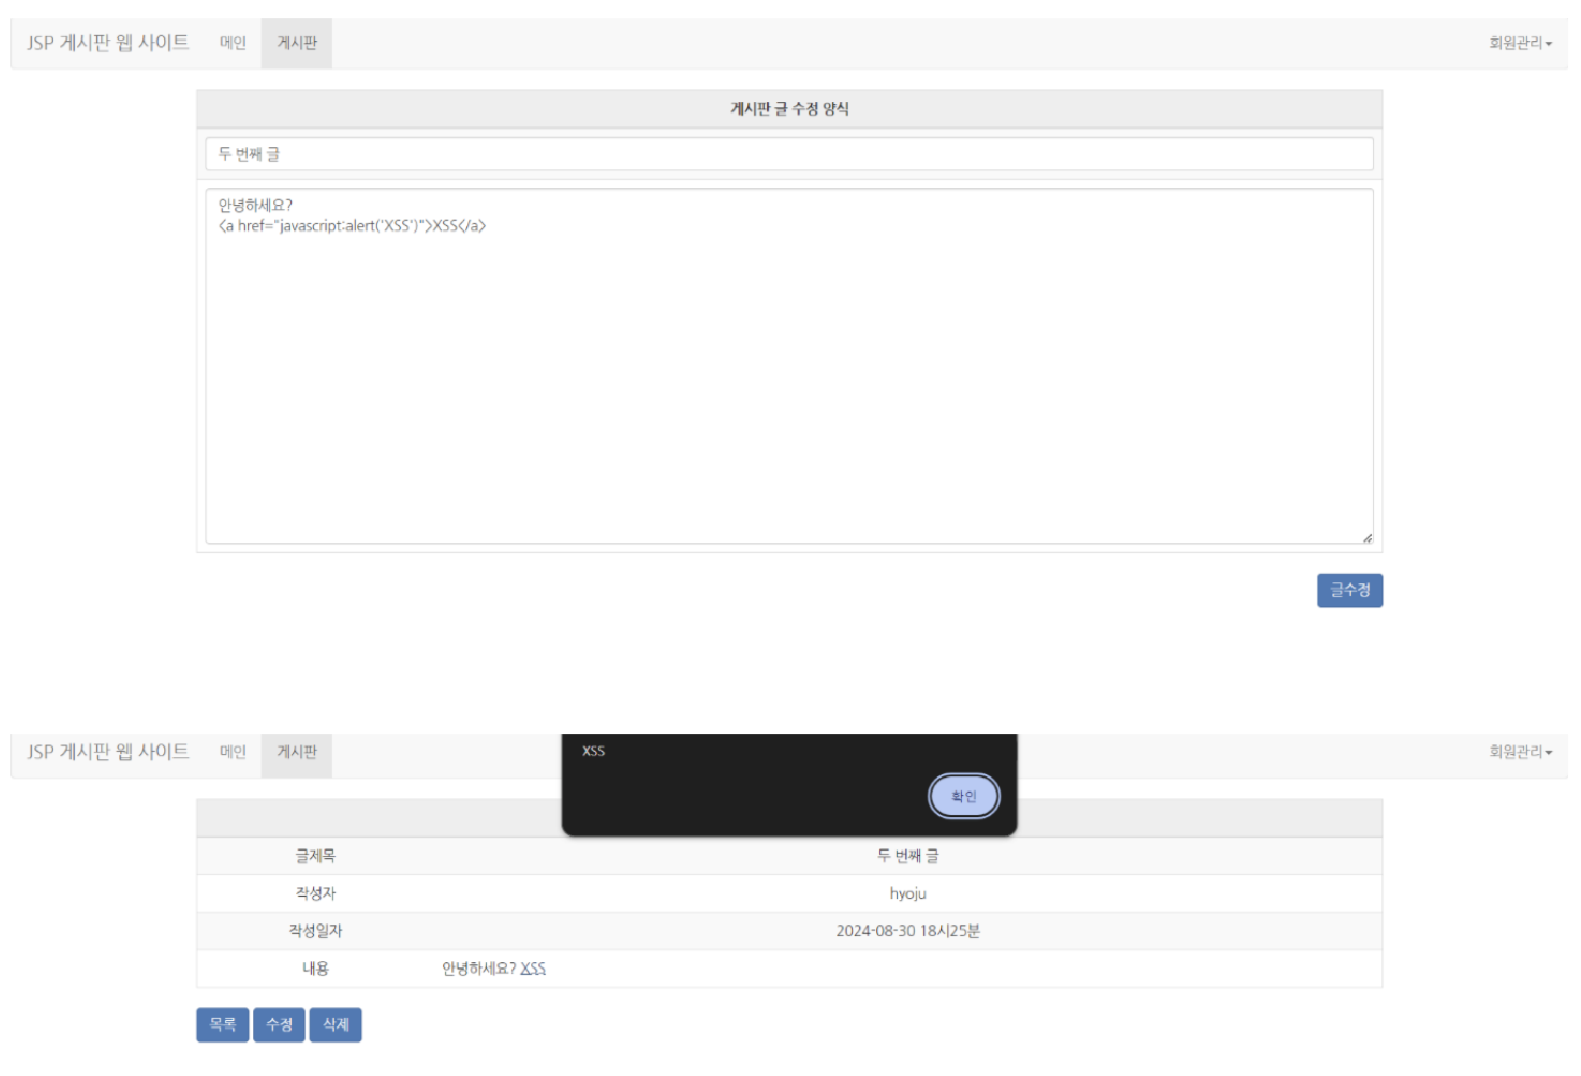 JSP 게시판 웹 사이트 메인 게시판 회원관리
게시판 글 수정 양식
두 번째 글
안녕하세요?
<a href="javascript:alert('XSS')">XSS</a>
글수정
JSP 게시판 웹 사이트 메인 게시판 XSS 회원관리
확인
글제목 두 번째 글
작성자 hyoju
작성일자 2024-08-30 18시25분
내용 안녕하세요? XSS
목록 수정 삭제